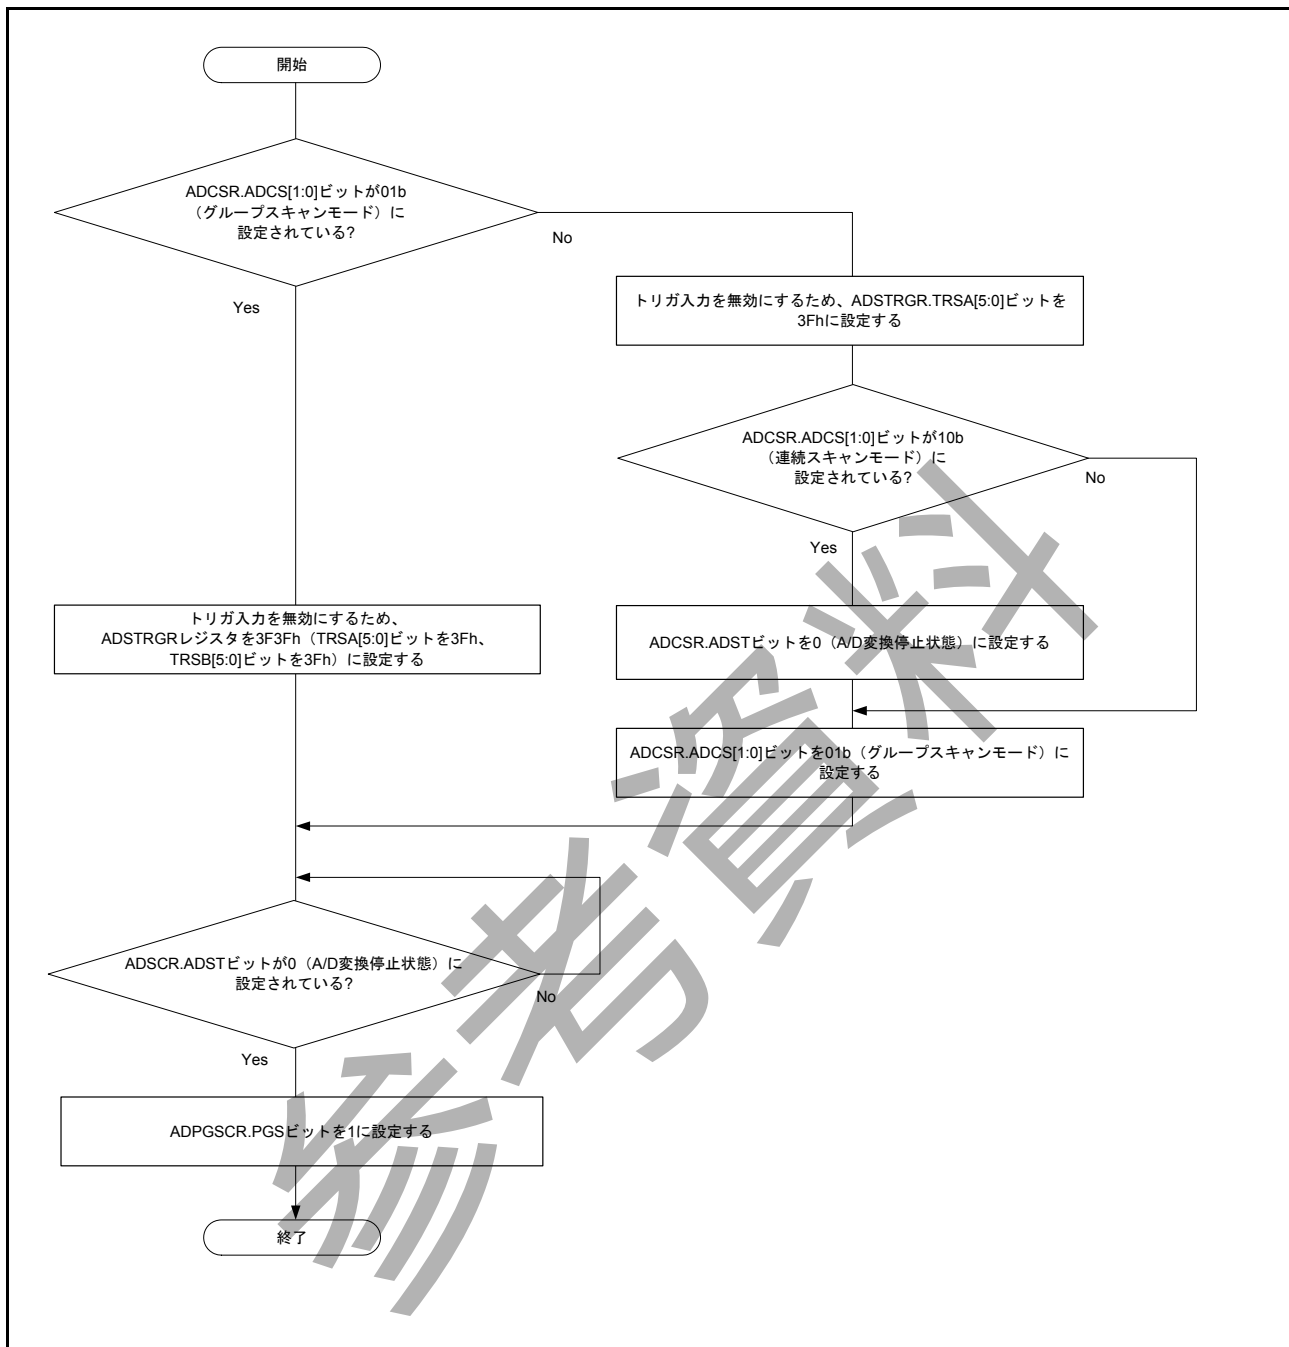 開始
ADCSR.ADCS[1:0]ビットが01b
（グループスキャンモード）に
設定されている?
No
Yes
トリガ入力を無効にするため、ADSTRGR.TRSA[5:0]ビットを
3Fhに設定する
ADCSR.ADCS[1:0]ビットが10b
（連続スキャンモード）に
設定されている?
No
Yes
トリガ入力を無効にするため、
ADSTRGRレジスタを3F3Fh（TRSA[5:0]ビットを3Fh、
TRSB[5:0]ビットを3Fh）に設定する
ADCSR.ADSTビットを0（A/D変換停止状態）に設定する
ADCSR.ADCS[1:0]ビットを01b（グループスキャンモード）に
設定する
ADSCR.ADSTビットが0（A/D変換停止状態）に
設定されている?
No
Yes
ADPGSCR.PGSビットを1に設定する
終了
参考資料